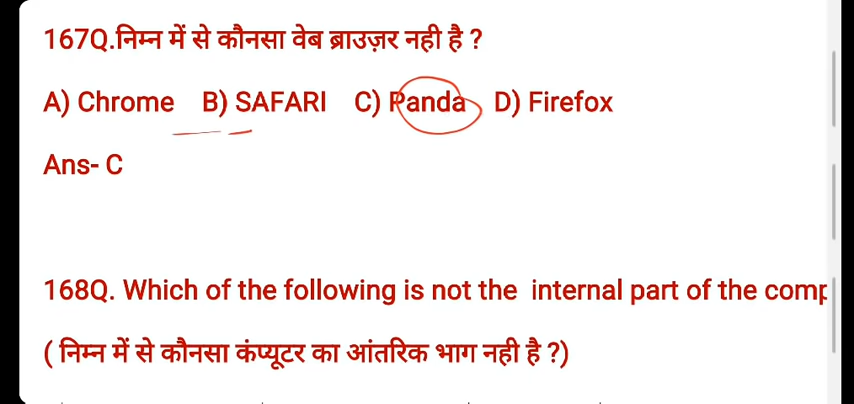 167Q.निम्न में से कौनसा वेब ब्राउज़र नही है ?
A) Chrome B) SAFARI C) Panda D) Firefox
Ans- C
168Q. Which of the following is not the internal part of the comp
( निम्न में से कौनसा कंप्यूटर का आंतरिक भाग नही है ?)